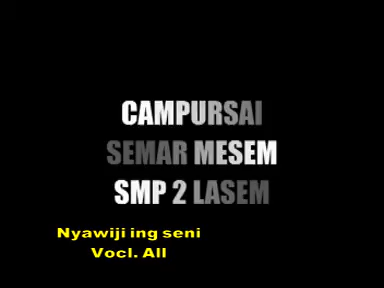 CAMPURSAI
SEMAR MESEM
SMP 2 LASEM
Nyawiji ing seni
Vocl. All